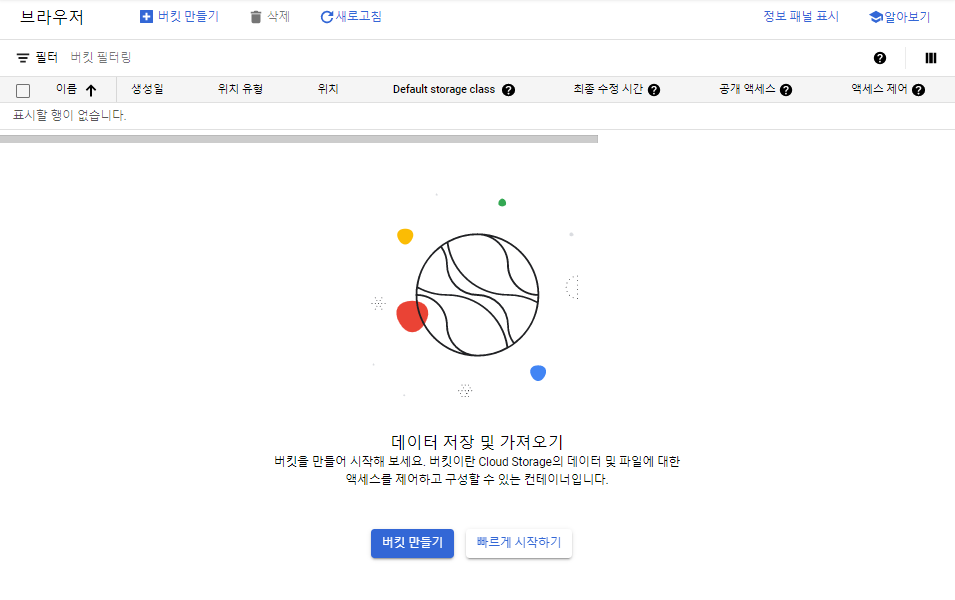 브라우저 버킷 만들기 삭제 새로고침 정보 패널 표시 알아보기
필터 버킷 필터링
이름 생성일 위치 유형 위치 Default storage class 최종 수정 시간 공개 액세스 액세스 제어
표시할 행이 없습니다.
데이터 저장 및 가져오기
버킷을 만들어 시작해 보세요. 버킷이란 Cloud Storage의 데이터 및 파일에 대한
액세스를 제어하고 구성할 수 있는 컨테이너입니다.
버킷 만들기 빠르게 시작하기